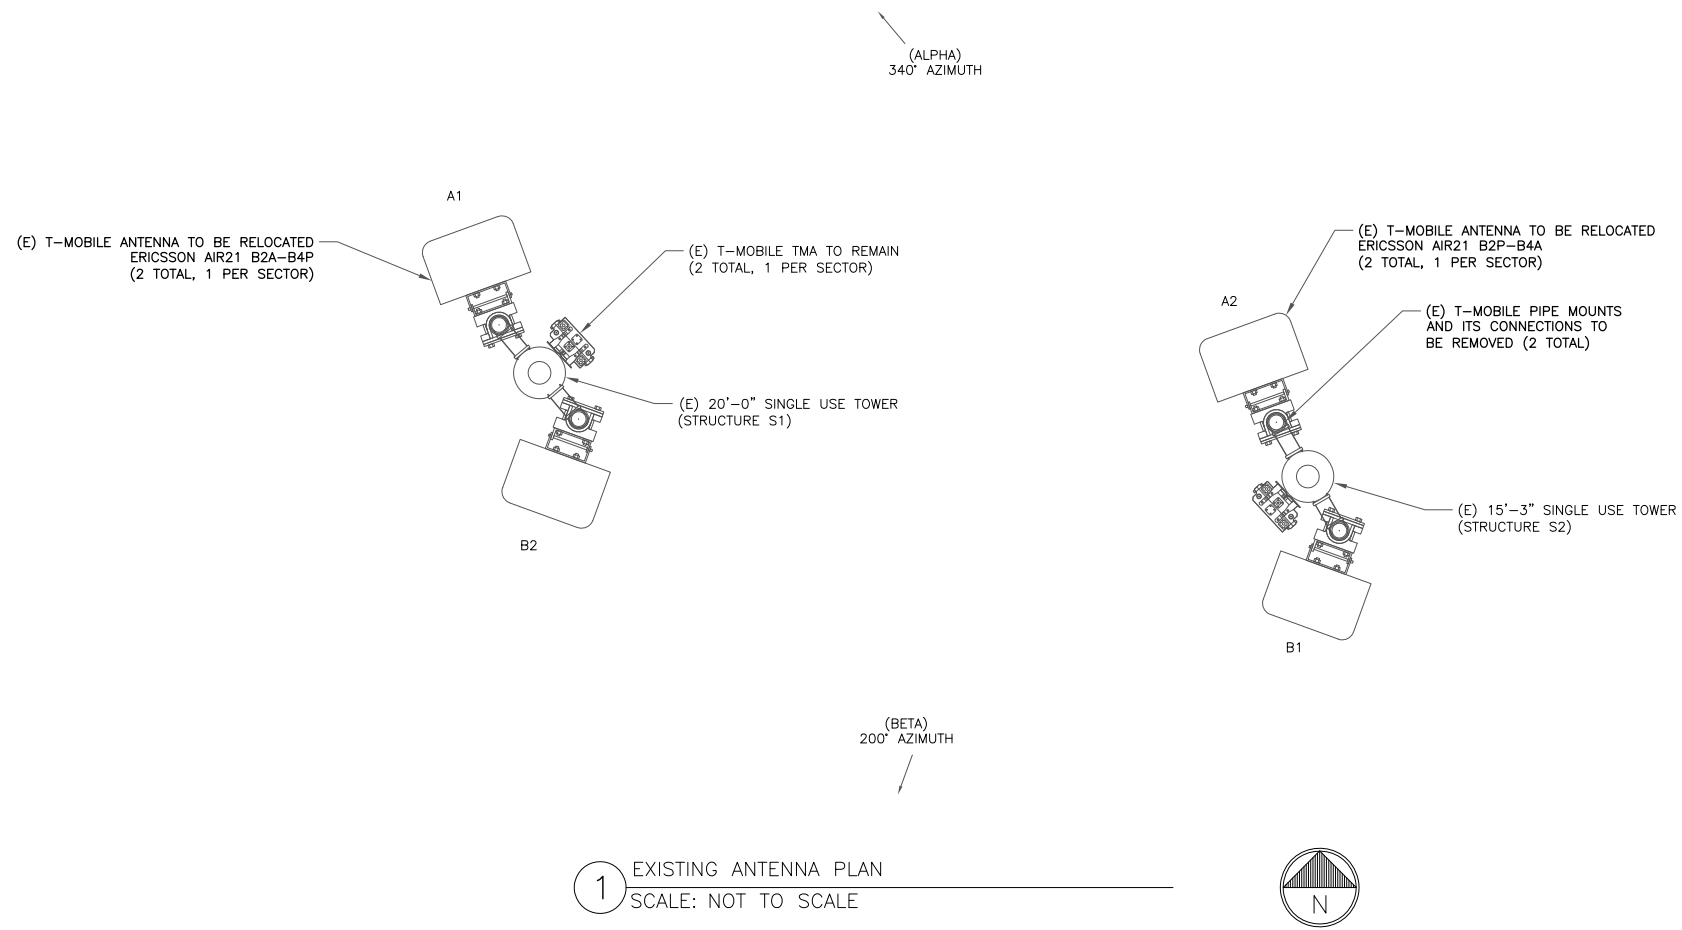 (ALPHA)
340° AZIMUTH
A1
(E) T-MOBILE ANTENNA TO BE RELOCATED
ERICSSON AIR21 B2A-B4P
(2 TOTAL, 1 PER SECTOR)
(E) T-MOBILE TMA TO REMAIN
(2 TOTAL, 1 PER SECTOR)
(E) 20'-0" SINGLE USE TOWER
(STRUCTURE S1)
B2
(E) T-MOBILE ANTENNA TO BE RELOCATED
ERICSSON AIR21 B2P-B4A
(2 TOTAL, 1 PER SECTOR)
A2
(E) T-MOBILE PIPE MOUNTS
AND ITS CONNECTIONS TO
BE REMOVED (2 TOTAL)
(E) 15'-3" SINGLE USE TOWER
(STRUCTURE S2)
B1
(BETA)
200° AZIMUTH
1
EXISTING ANTENNA PLAN
SCALE: NOT TO SCALE
N